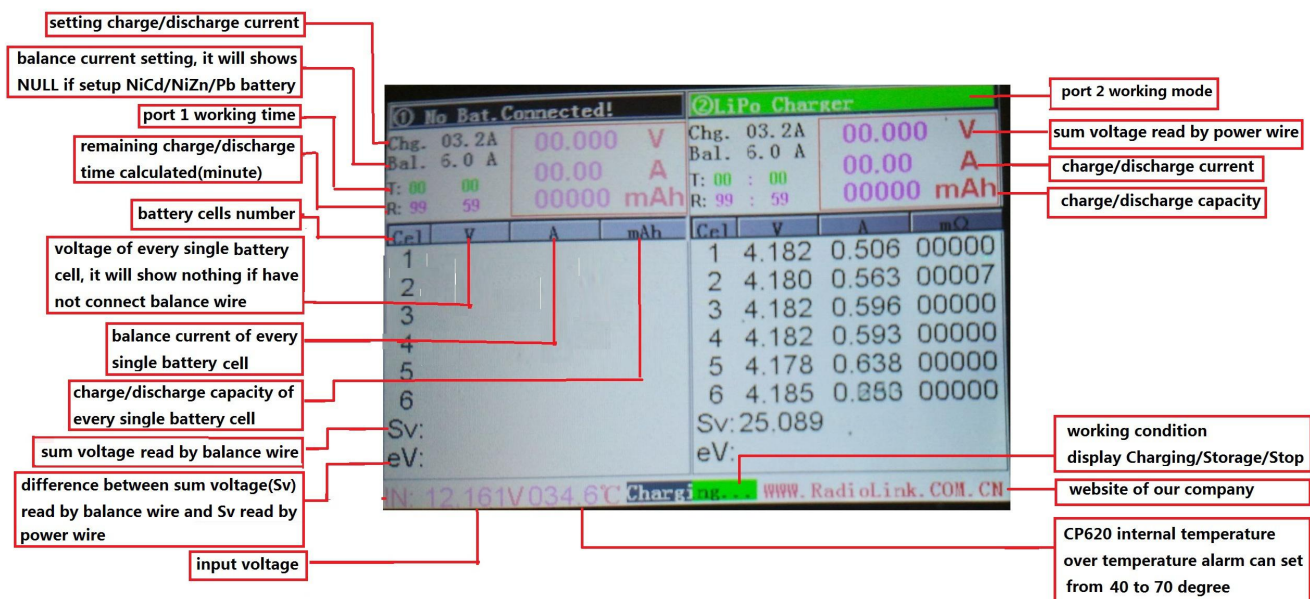 setting charge/discharge current
balance current setting, it will shows
NULL if setup NiCd/NiZn/Pb battery
port 1 working time
remaining charge/discharge
time calculated(minute)
battery cells number
voltage of every single battery
cell, it will show nothing if have
not connect balance wire
balance current of every
single battery cell
charge/discharge capacity of
every single battery cell
sum voltage read by balance wire
difference between sum voltage(Sv)
read by balance wire and Sv read by
power wire
input voltage
① No Bat.Connected!
Chg. 03.2A 00.000 V
Bal. 6.0 A 00.00 A
T: 00 00
R: 99 59 00000 mAh
Cel V A mAh
1
2
3
4
5
6
Sv:
eV:
②LiPo Charger
Chg. 03.2A 00.000 V
Bal. 6.0 A 00.00 A
T: 00 : 00
R: 99 : 59 00000 mAh
Cel V A mΩ
1 4.182 0.506 00000
2 4.180 0.563 00007
3 4.182 0.596 00000
4 4.182 0.593 00000
5 4.178 0.638 00000
6 4.185 00000
Sv:25.089
eV:
IN: 12.161V 034.6℃ Charging... WWW.RadioLink.COM.CN
port 2 working mode
sum voltage read by power wire
charge/discharge current
charge/discharge capacity
working condition
display Charging/Storage/Stop
website of our company
CP620 internal temperature
over temperature alarm can set
from 40 to 70 degree